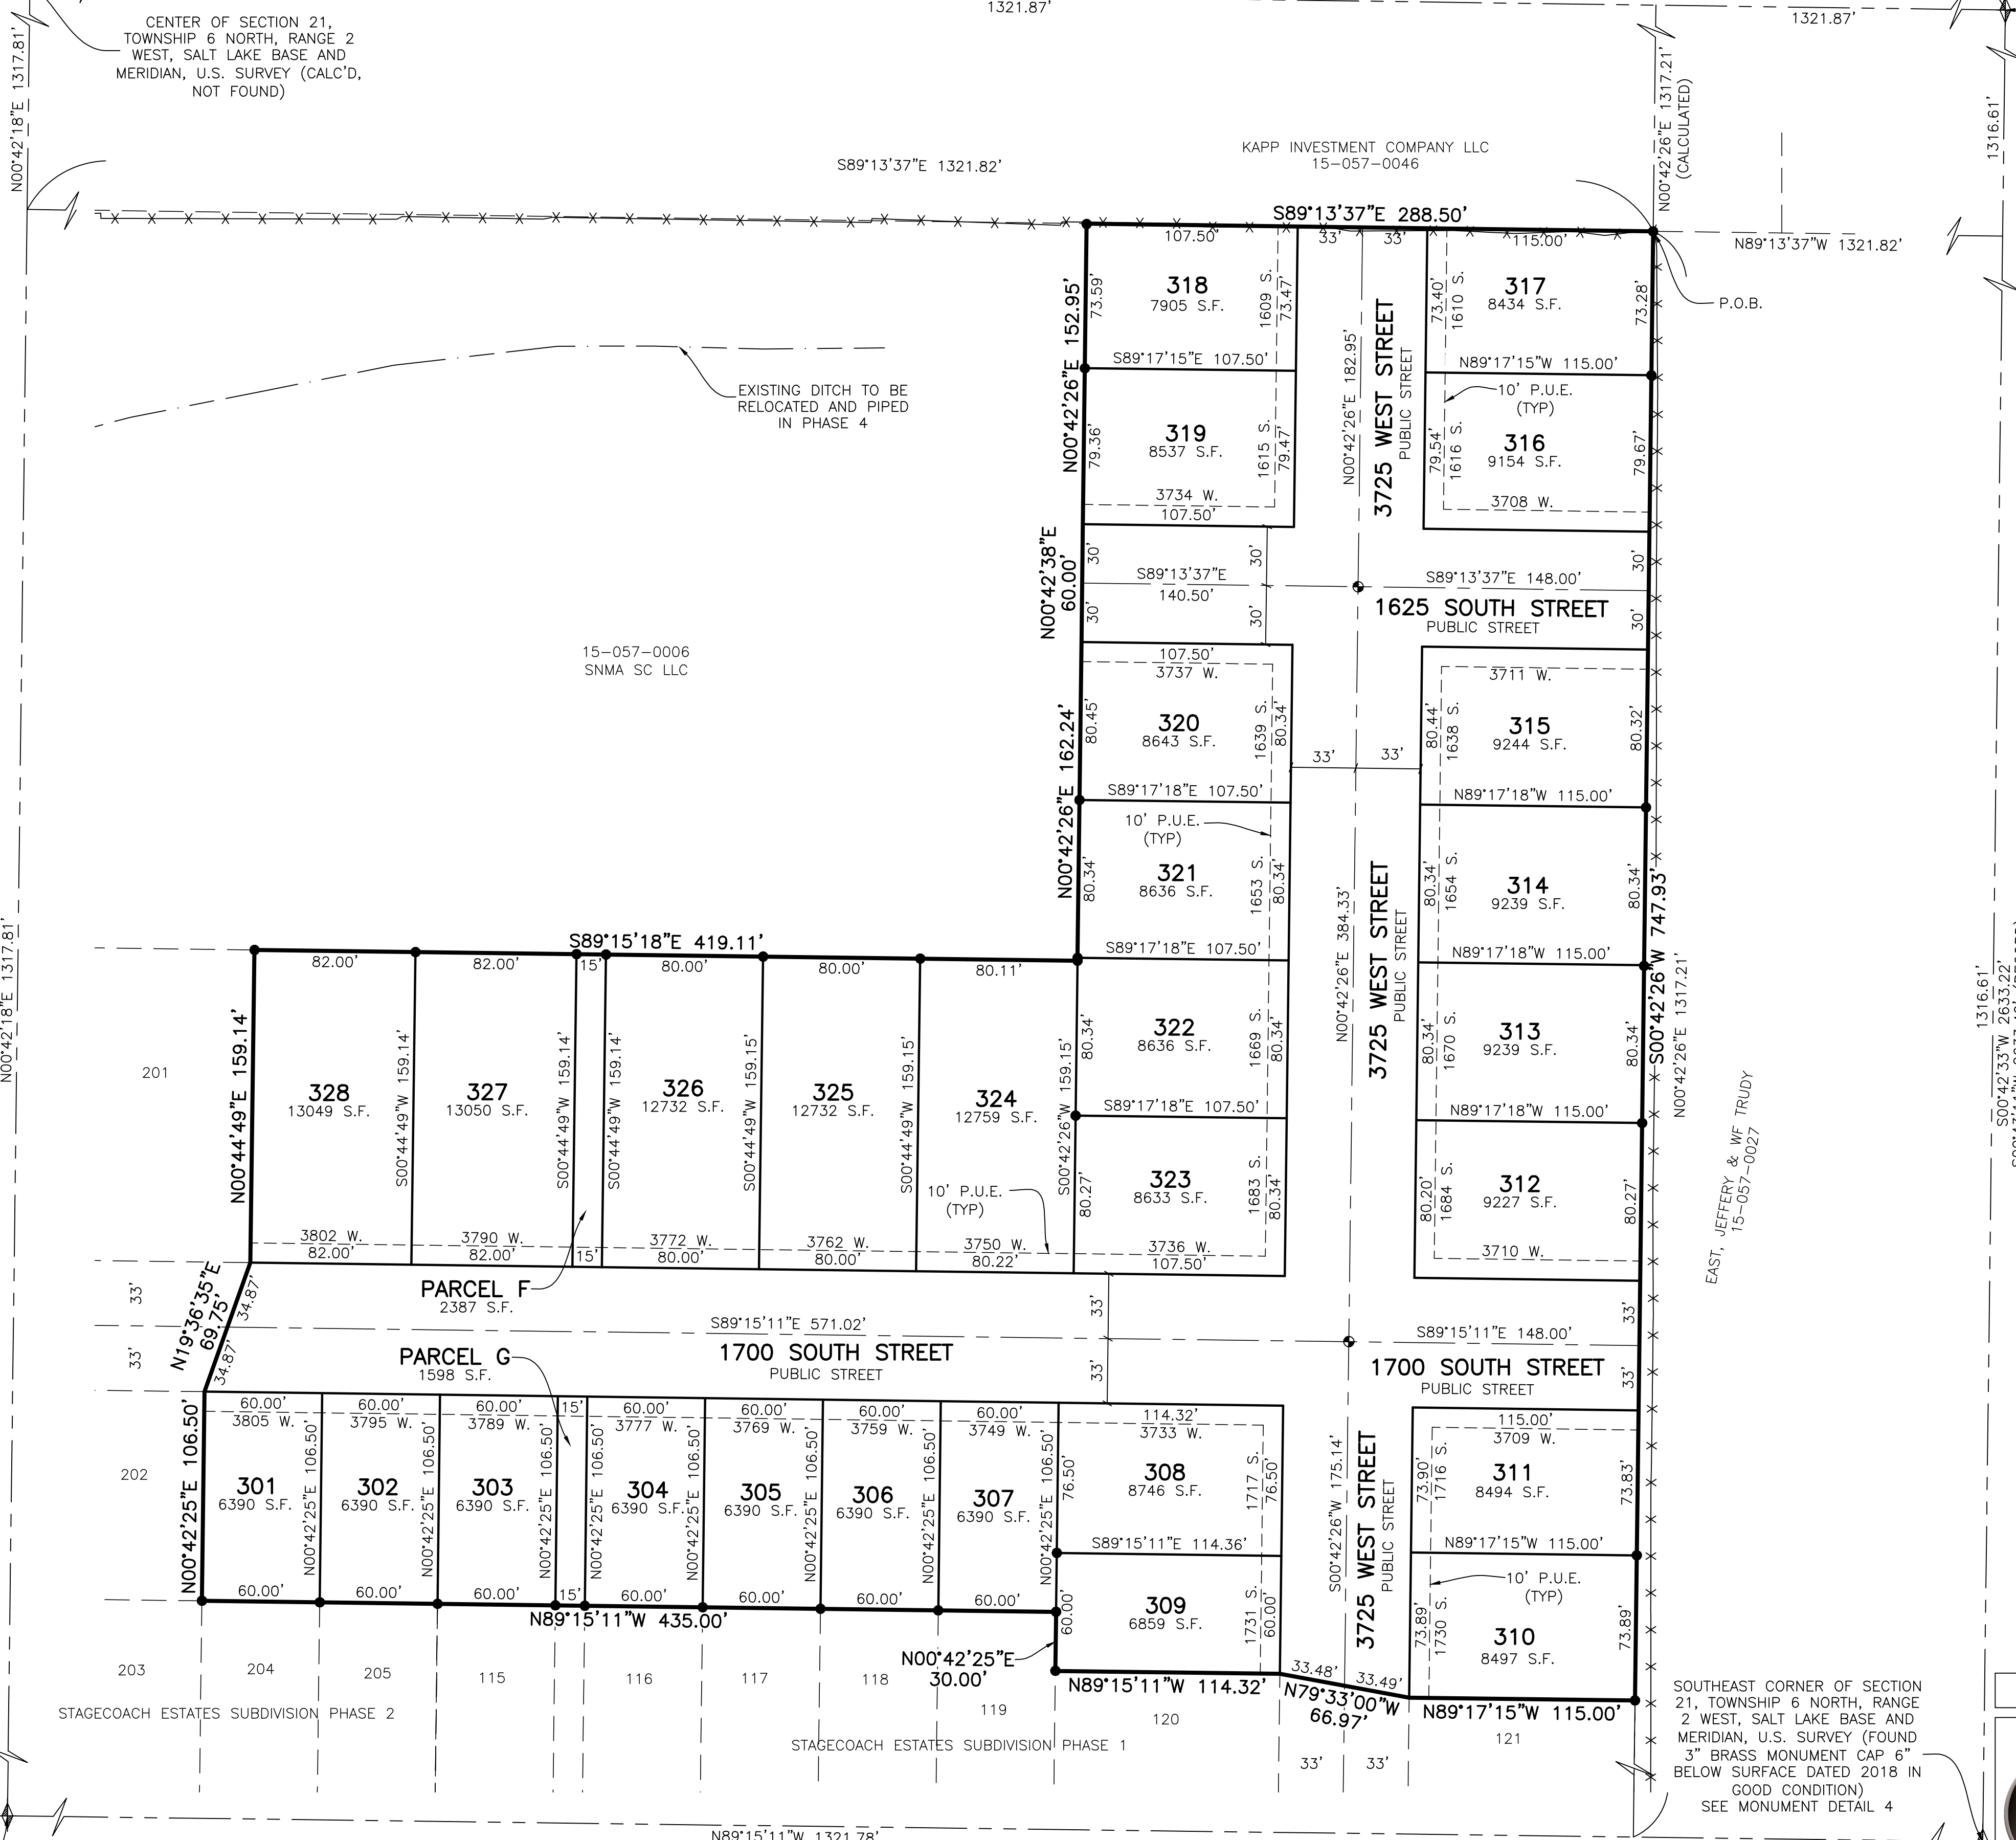 1321.87'
1321.87'
CENTER OF SECTION 21,
TOWNSHIP 6 NORTH, RANGE 2
WEST, SALT LAKE BASE AND
MERIDIAN, U.S. SURVEY (CALC'D,
NOT FOUND)
N00°42'18"E 1317.81'
N00°42'26"E 1317.21'
(CALCULATED)
1316.61'
KAPP INVESTMENT COMPANY LLC
15-057-0046
S89°13'37"E 1321.82'
S89°13'37"E 288.50'
N89°13'37"W 1321.82'
P.O.B.
107.50'
33'
33'
115.00'
318
7905 S.F.
73.59'
1609 S.
73.47'
N00°42'26"E 152.95'
S89°17'15"E 107.50'
319
8537 S.F.
79.36'
1615 S.
79.47'
3734 W.
107.50'
N00°42'26"E 182.95'
3725 WEST STREET
PUBLIC STREET
317
8434 S.F.
73.40'
1610 S.
73.28'
N89°17'15"W 115.00'
10' P.U.E.
(TYP)
316
9154 S.F.
79.54'
1616 S.
79.67'
3708 W.
EXISTING DITCH TO BE
RELOCATED AND PIPED
IN PHASE 4
N00°42'38"E
60.00'
30'
30'
S89°13'37"E
140.50'
30'
30'
S89°13'37"E 148.00'
30'
30'
1625 SOUTH STREET
PUBLIC STREET
15-057-0006
SNMA SC LLC
107.50'
3737 W.
320
8643 S.F.
80.45'
1639 S.
80.34'
N00°42'26"E 162.24'
S89°17'18"E 107.50'
10' P.U.E.
(TYP)
321
8636 S.F.
80.34'
1653 S.
80.34'
S89°17'18"E 107.50'
33'
33'
3711 W.
315
9244 S.F.
80.44'
1638 S.
80.32'
N89°17'18"W 115.00'
314
9239 S.F.
80.34'
1654 S.
80.34'
N89°17'18"W 115.00'
N00°42'26"E 384.33'
3725 WEST STREET
PUBLIC STREET
S00°42'26"W 747.93'
N00°42'26"E 1317.21'
N00°42'18"E 1317.81'
1316.61'
S00°42'33"W 2633.22'
322
8636 S.F.
80.34'
1669 S.
80.34'
S89°17'18"E 107.50'
323
8633 S.F.
80.27'
1683 S.
80.34'
3736 W.
107.50'
313
9239 S.F.
80.34'
1670 S.
80.34'
N89°17'18"W 115.00'
312
9227 S.F.
80.20'
1684 S.
80.27'
3710 W.
EAST, JEFFERY & WF TRUDY
15-057-0027
S89°15'18"E 419.11'
82.00'
82.00'
15'
80.00'
80.00'
80.11'
N00°44'49"E 159.14'
201
328
13049 S.F.
S00°44'49"W 159.14'
327
13050 S.F.
S00°44'49"W 159.14'
S00°44'49"W 159.14'
326
12732 S.F.
S00°44'49"W 159.15'
325
12732 S.F.
S00°44'49"W 159.15'
324
12759 S.F.
S00°42'26"W 159.15'
10' P.U.E.
(TYP)
3802 W.
82.00'
3790 W.
82.00'
15'
3772 W.
80.00'
3762 W.
80.00'
3750 W.
80.22'
PARCEL F
2387 S.F.
N19°36'35"E
69.75'
34.87'
34.87'
33'
33'
S89°15'11"E 571.02'
33'
33'
S89°15'11"E 148.00'
33'
33'
PARCEL G
1598 S.F.
1700 SOUTH STREET
PUBLIC STREET
1700 SOUTH STREET
PUBLIC STREET
202
N00°42'25"E 106.50'
60.00'
3805 W.
301
6390 S.F.
N00°42'25"E 106.50'
60.00'
3795 W.
302
6390 S.F.
N00°42'25"E 106.50'
60.00'
3789 W.
303
6390 S.F.
N00°42'25"E 106.50'
15'
N00°42'25"E 106.50'
60.00'
3777 W.
304
6390 S.F.
N00°42'25"E 106.50'
60.00'
3769 W.
305
6390 S.F.
N00°42'25"E 106.50'
60.00'
3759 W.
306
6390 S.F.
N00°42'25"E 106.50'
60.00'
3749 W.
307
6390 S.F.
N00°42'25"E 106.50'
114.32'
3733 W.
308
8746 S.F.
76.50'
1717 S.
76.50'
S89°15'11"E 114.36'
309
6859 S.F.
60.00'
1731 S.
60.00'
S00°42'26"W 175.14'
3725 WEST STREET
PUBLIC STREET
115.00'
3709 W.
311
8494 S.F.
73.90'
1716 S.
73.83'
N89°17'15"W 115.00'
10' P.U.E.
(TYP)
310
8497 S.F.
73.89'
1730 S.
73.89'
60.00'
60.00'
60.00'
15'
60.00'
60.00'
60.00'
60.00'
N89°15'11"W 435.00'
N00°42'25"E
30.00'
N89°15'11"W 114.32'
33.48'
33.49'
N79°33'00"W
66.97'
N89°17'15"W 115.00'
203
204
205
115
116
117
118
119
120
121
33'
33'
STAGECOACH ESTATES SUBDIVISION PHASE 2
STAGECOACH ESTATES SUBDIVISION PHASE 1
SOUTHEAST CORNER OF SECTION
21, TOWNSHIP 6 NORTH, RANGE
2 WEST, SALT LAKE BASE AND
MERIDIAN, U.S. SURVEY (FOUND
3" BRASS MONUMENT CAP 6"
BELOW SURFACE DATED 2018 IN
GOOD CONDITION)
SEE MONUMENT DETAIL 4
N89°15'11"W 1321.78'